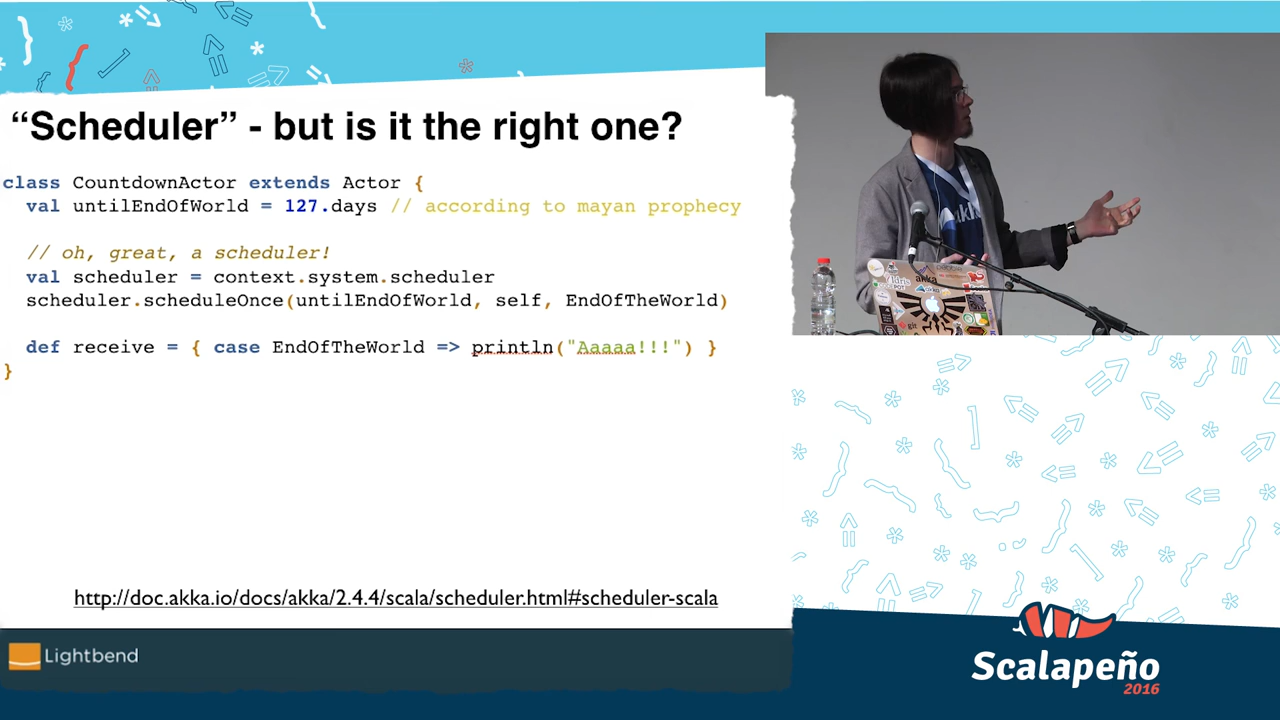 “Scheduler” - but is it the right one?
class CountdownActor extends Actor {
val untilEndOfWorld = 127.days // according to mayan prophecy
// oh, great, a scheduler!
val scheduler = context.system.scheduler
scheduler.scheduleOnce(untilEndOfWorld, self, EndOfTheWorld)
def receive = { case EndOfTheWorld => println("Aaaaa!!!") }
}
http://doc.akka.io/docs/akka/2.4.4/scala/scheduler.html#scheduler-scala
Lightbend
akka
git
Scalapeño
2016